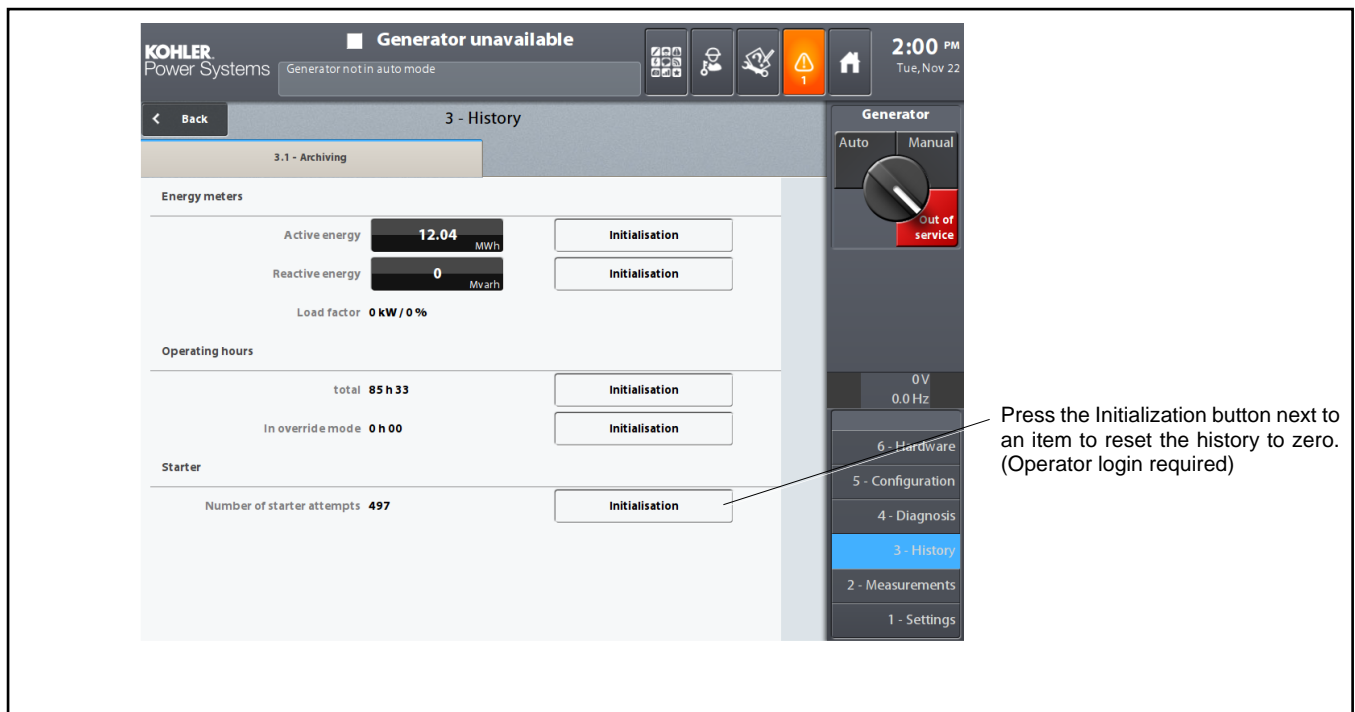 KOHLER.
Power Systems
Generator unavailable
Generator not in auto mode
1
2:00 PM
Tue, Nov 22
Back
3 - History
3.1 - Archiving
Energy meters
Active energy 12.04 MWh Initialisation
Reactive energy 0 Mvarh Initialisation
Load factor 0 kW / 0 %
Operating hours
total 85 h 33 Initialisation
In override mode 0 h 00 Initialisation
Starter
Number of starter attempts 497 Initialisation
Generator
Auto Manual
Out of
service
0 V
0.0 Hz
6 - Hardware
5 - Configuration
4 - Diagnosis
3 - History
2 - Measurements
1 - Settings
Press the Initialization button next to
an item to reset the history to zero.
(Operator login required)